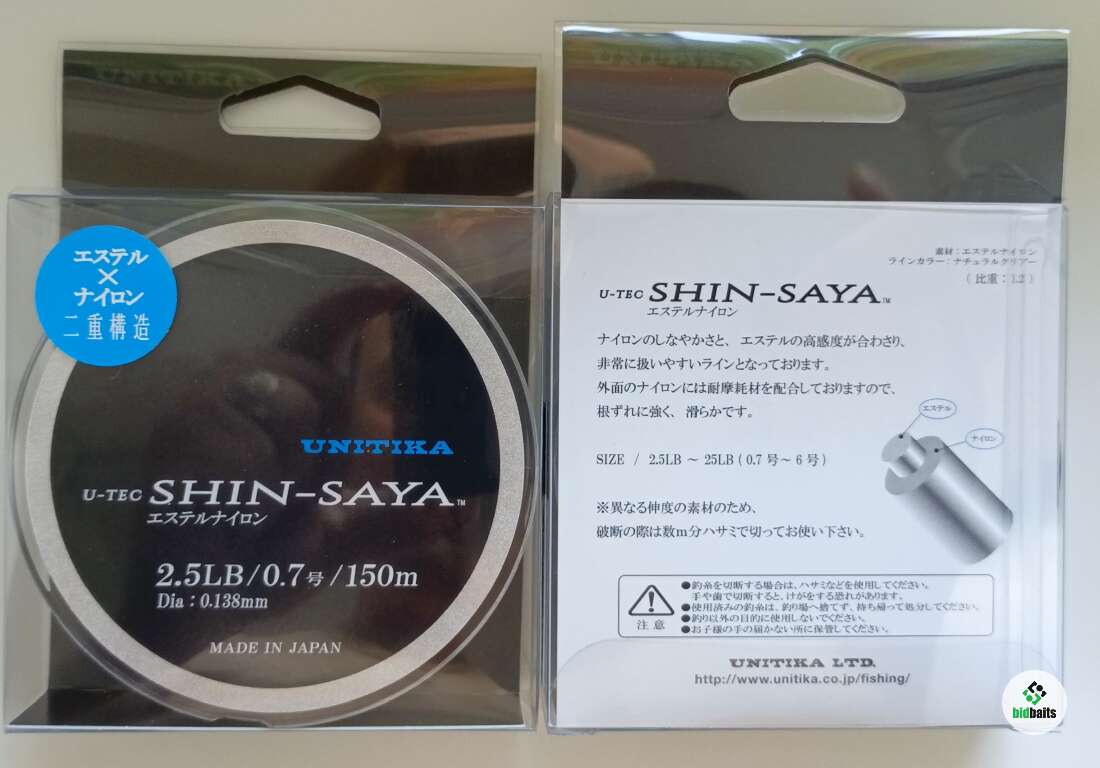 エステル
×
ナイロン
二重構造
UNITIKA
U-TEC SHIN-SAYA™
エステルナイロン
2.5LB/0.7号/150m
Dia：0.138mm
MADE IN JAPAN
素材：エステルナイロン
ラインカラー：ナチュラルクリアー
（比重：1.2）
U-TEC SHIN-SAYA™
エステルナイロン
ナイロンのしなやかさと、エステルの高感度が合わさり、
非常に扱いやすいラインとなっております。
外面のナイロンには耐摩耗材を配合しておりますので、
根ずれに強く、滑らかです。
エステル
ナイロン
SIZE / 2.5LB ～ 25LB（0.7号～6号）
※異なる伸度の素材のため、
破断の際は数m分ハサミで切ってお使い下さい。
注意
●釣糸を切断する場合は、ハサミなどを使用してください。
手や歯で切断すると、けがをする恐れがあります。
●使用済みの釣糸は、釣り場へ捨てず、持ち帰って処分してください。
●釣り以外の目的に使用しないでください。
●お子様の手の届かない所に保管してください。
UNITIKA LTD.
http://www.unitika.co.jp/fishing/
bidbaits